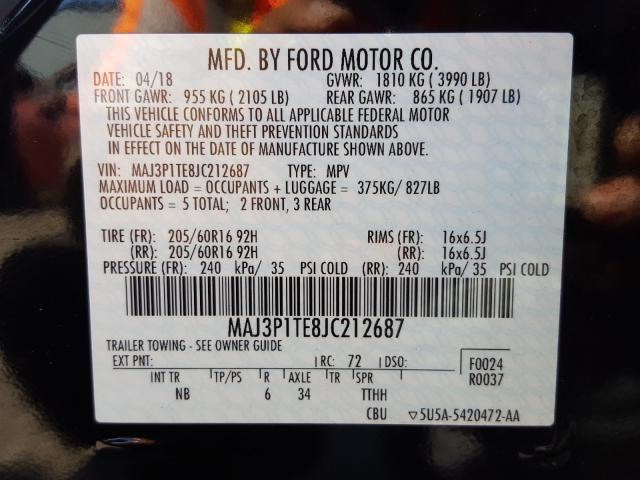 MFD. BY FORD MOTOR CO.
DATE: 04/18 GVWR: 1810 KG ( 3990 LB)
FRONT GAWR: 955 KG ( 2105 LB) REAR GAWR: 865 KG ( 1907 LB)
THIS VEHICLE CONFORMS TO ALL APPLICABLE FEDERAL MOTOR
VEHICLE SAFETY AND THEFT PREVENTION STANDARDS
IN EFFECT ON THE DATE OF MANUFACTURE SHOWN ABOVE.
VIN: MAJ3P1TE8JC212687 TYPE: MPV
MAXIMUM LOAD = OCCUPANTS + LUGGAGE = 375KG/ 827LB
OCCUPANTS = 5 TOTAL; 2 FRONT, 3 REAR
TIRE (FR): 205/60R16 92H RIMS (FR): 16x6.5J
(RR): 205/60R16 92H (RR): 16x6.5J
PRESSURE (FR): 240 kPa/ 35 PSI COLD (RR): 240 kPa/ 35 PSI COLD
MAJ3P1TE8JC212687
TRAILER TOWING - SEE OWNER GUIDE
EXT PNT: RC: 72 DSO: F0024
R0037
INT TR TP/PS R AXLE TR SPR
NB 6 34 TTHH
CBU ▽5U5A-5420472-AA